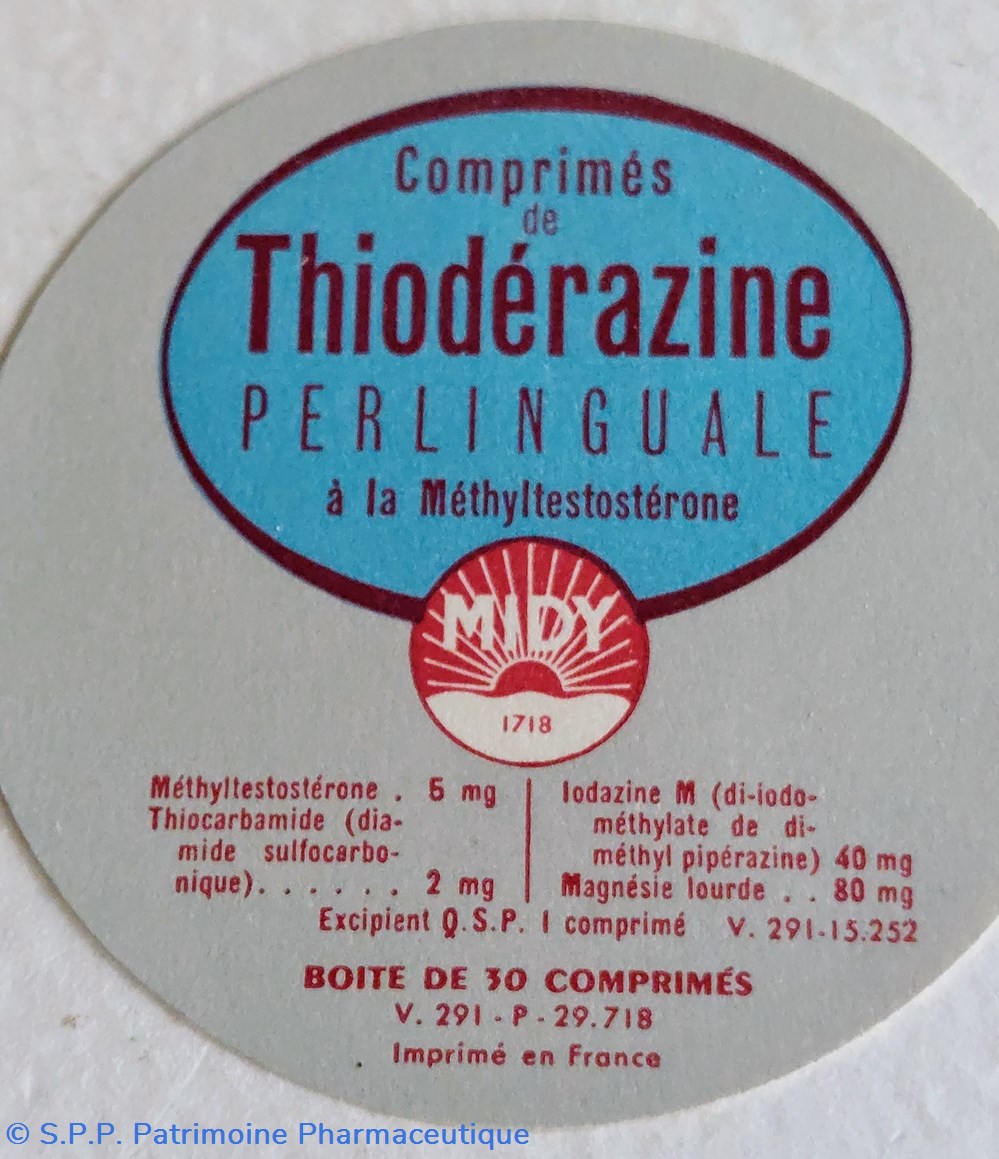 Comprimés
de
Thiodérazine
PERLINGUALE
à la Méthyltestostérone
MIDY
1718
Méthyltestostérone . 5 mg
Thiocarbamide (dia-
mide sulfocarbo-
nique). . . . . . . 2 mg
Iodazine M (di-iodo-
méthylate de di-
méthyl pipérazine) 40 mg
Magnésie lourde . . 80 mg
Excipient Q.S.P. 1 comprimé V. 291-15.252
BOITE DE 30 COMPRIMÉS
V. 291 - P - 29.718
Imprimé en France
© S.P.P. Patrimoine Pharmaceutique